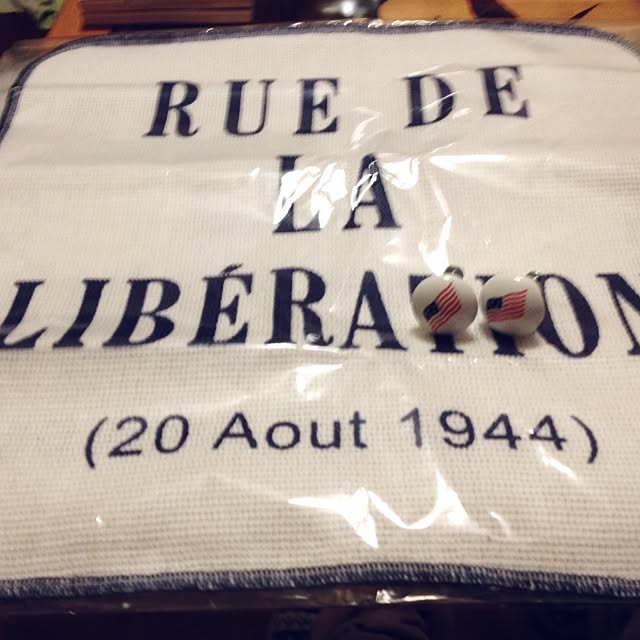 RUE DE
LA
LIBÉRATION
(20 Aout 1944)